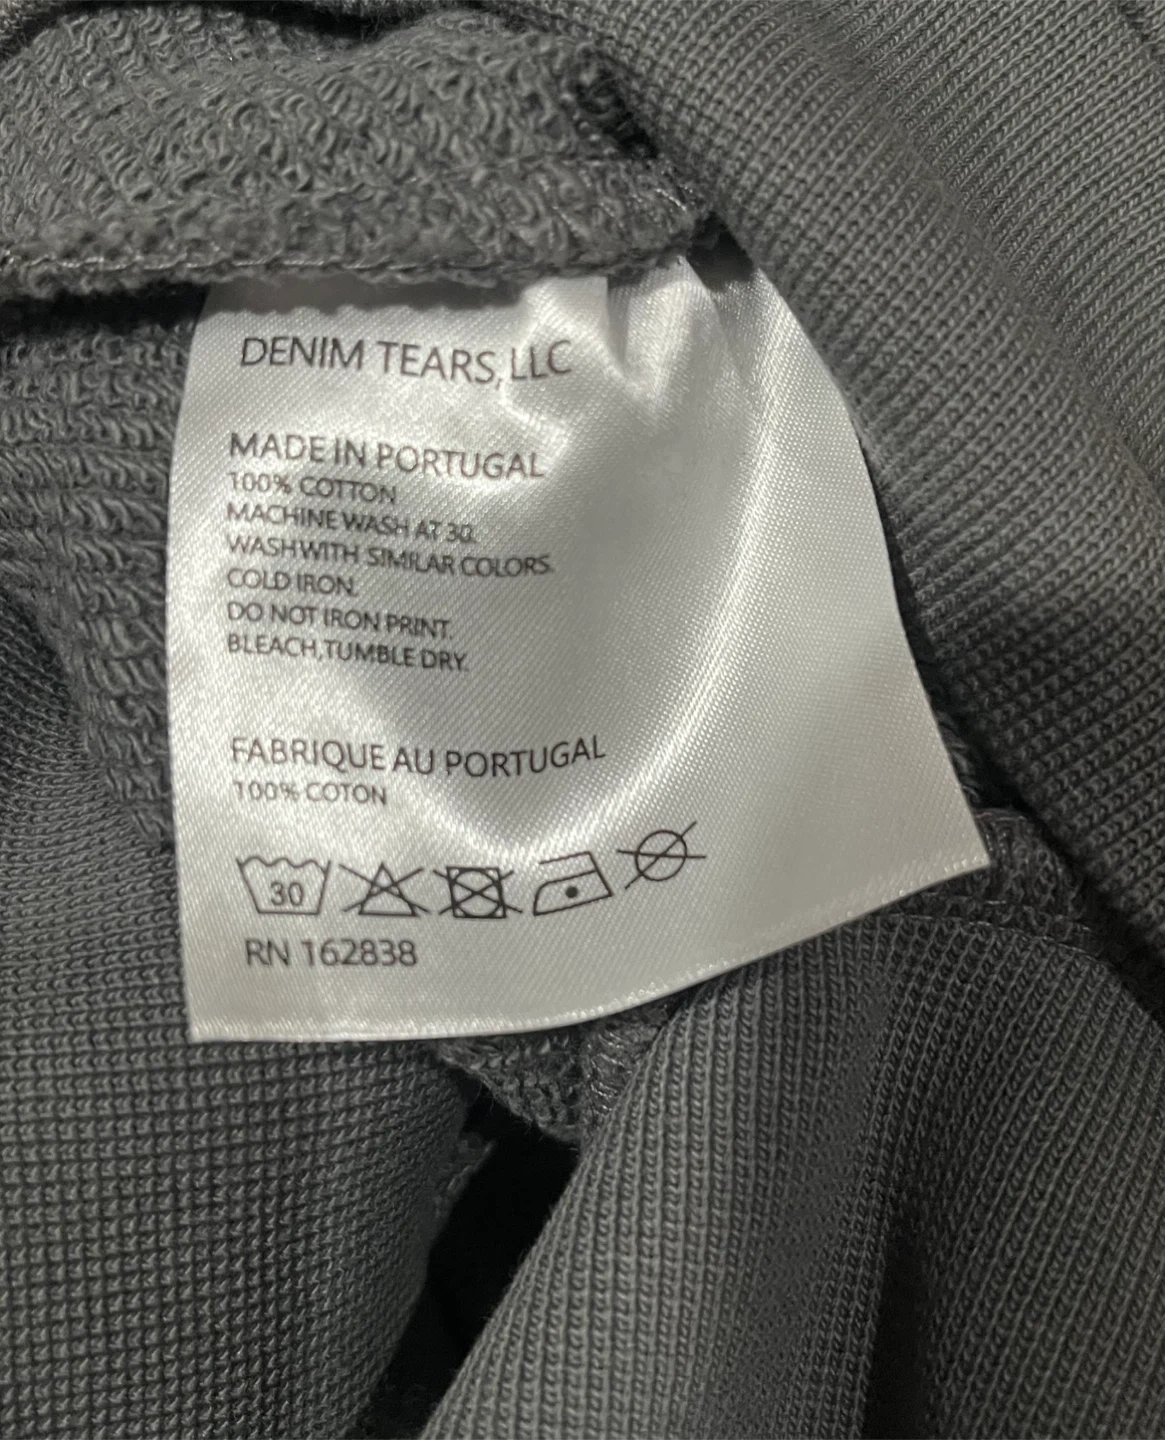 DENIM TEARS, LLC
MADE IN PORTUGAL
100% COTTON
MACHINE WASH AT 30.
WASH WITH SIMILAR COLORS.
COLD IRON.
DO NOT IRON PRINT.
BLEACH,TUMBLE DRY.
FABRIQUE AU PORTUGAL
100% COTON
30
RN 162838